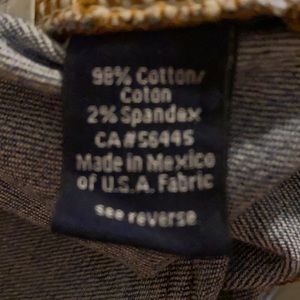 98% Cotton/
Coton
2% Spandex
CA#56445
Made in Mexico
of U.S.A. Fabric
see reverse